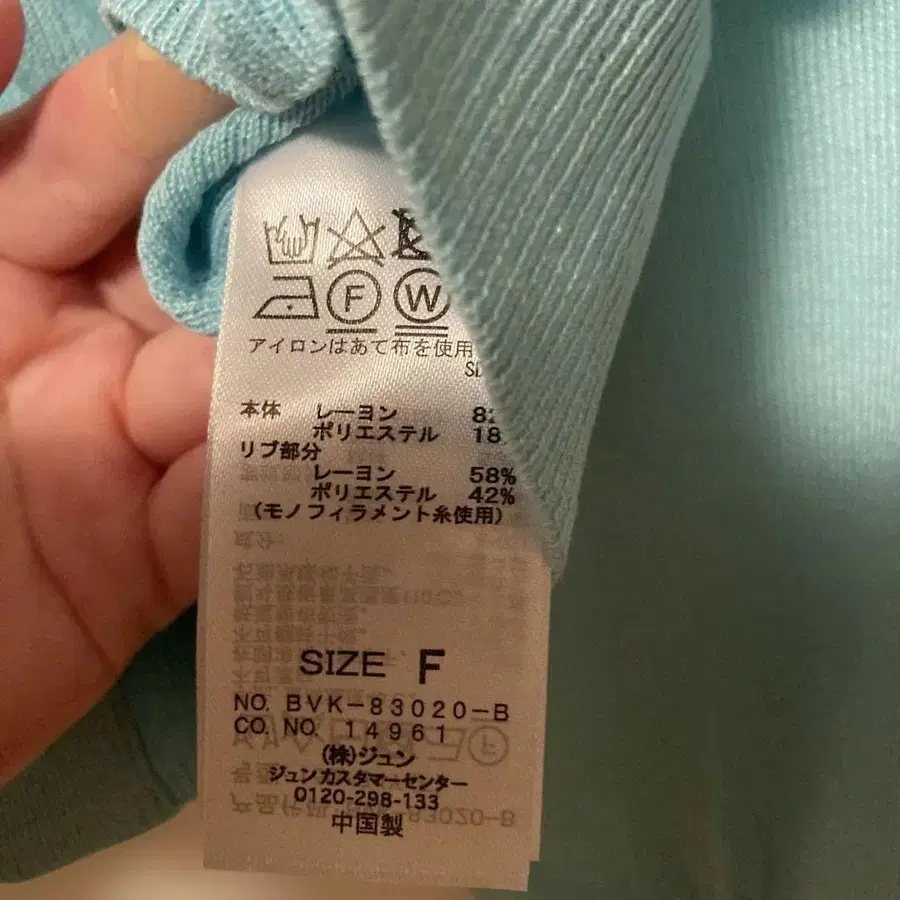 F W
アイロンはあて布を使用
本体 レーヨン
ポリエステル 18
リブ部分
レーヨン 58%
ポリエステル 42%
(モノフィラメント糸使用)
SIZE F
NO. BVK-83020-B
CO. NO. 14961
(株)ジュン
ジュンカスタマーセンター
0120-298-133
中国製